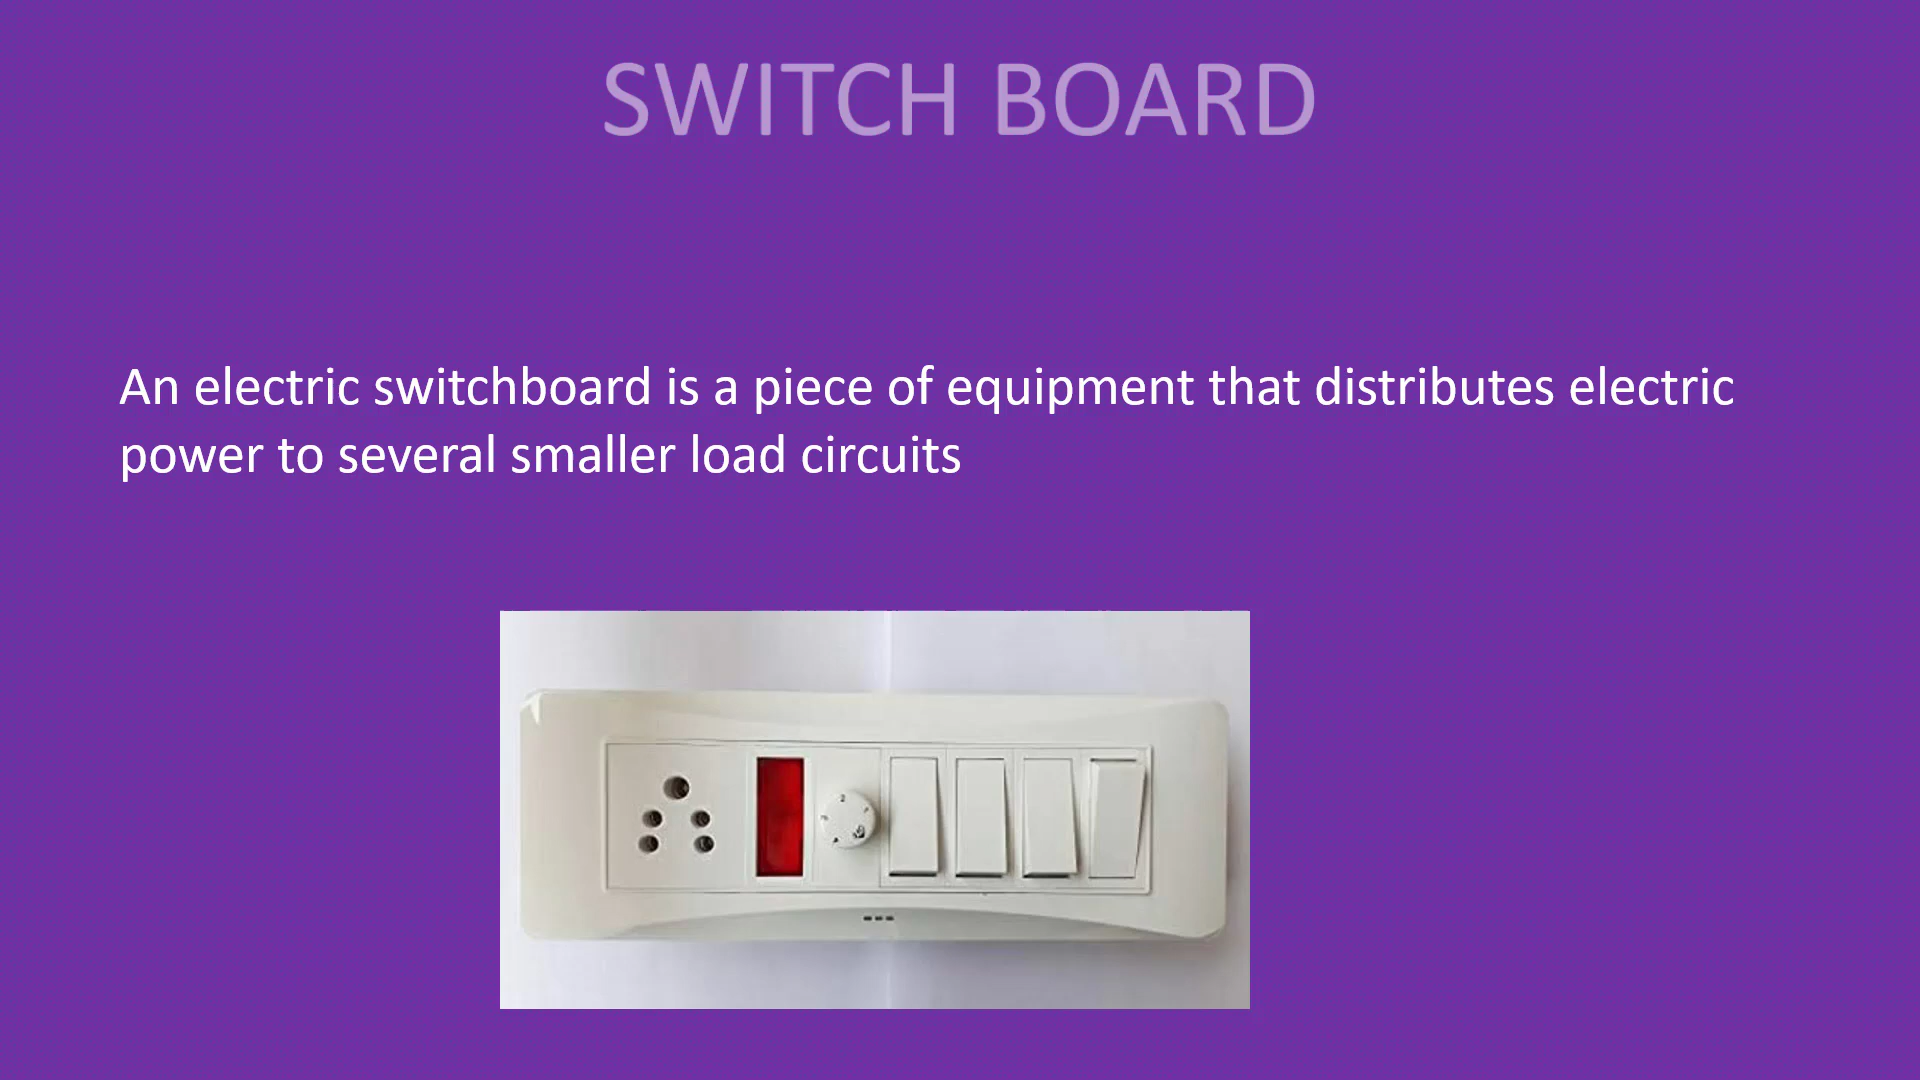 SWITCH BOARD
An electric switchboard is a piece of equipment that distributes electric
power to several smaller load circuits